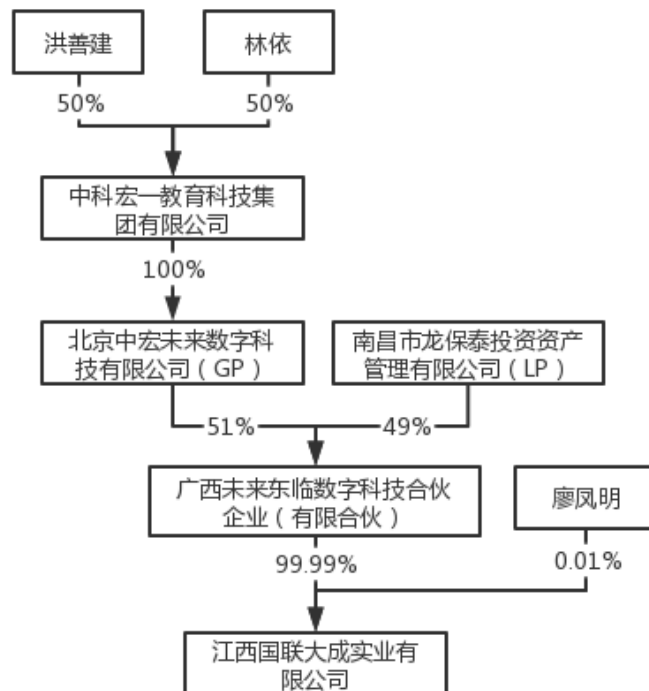 洪善建
林依
50%
50%
中科宏一教育科技集
团有限公司
100%
北京中宏未来数字科
技有限公司（GP）
南昌市龙保泰投资资产
管理有限公司（LP）
51%
49%
广西未来东临数字科技合伙
企业（有限合伙）
廖凤明
99.99%
0.01%
江西国联大成实业有
限公司